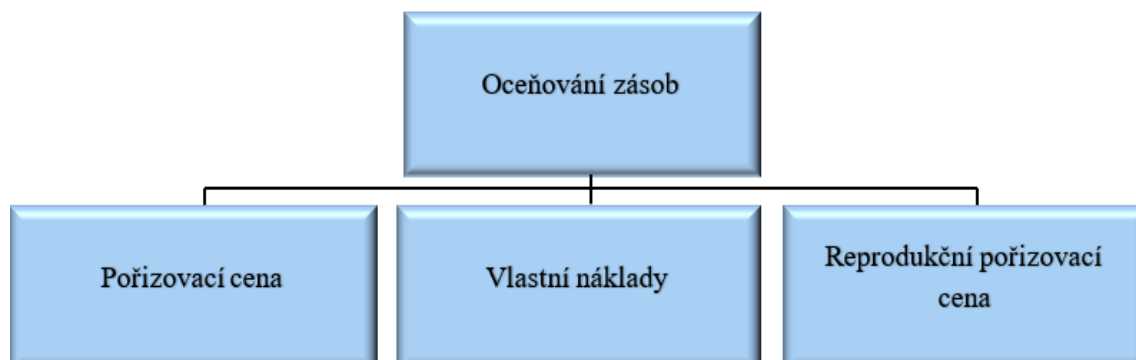 Oceňování zásob
Pořizovací cena
Vlastní náklady
Reprodukční pořizovací
cena